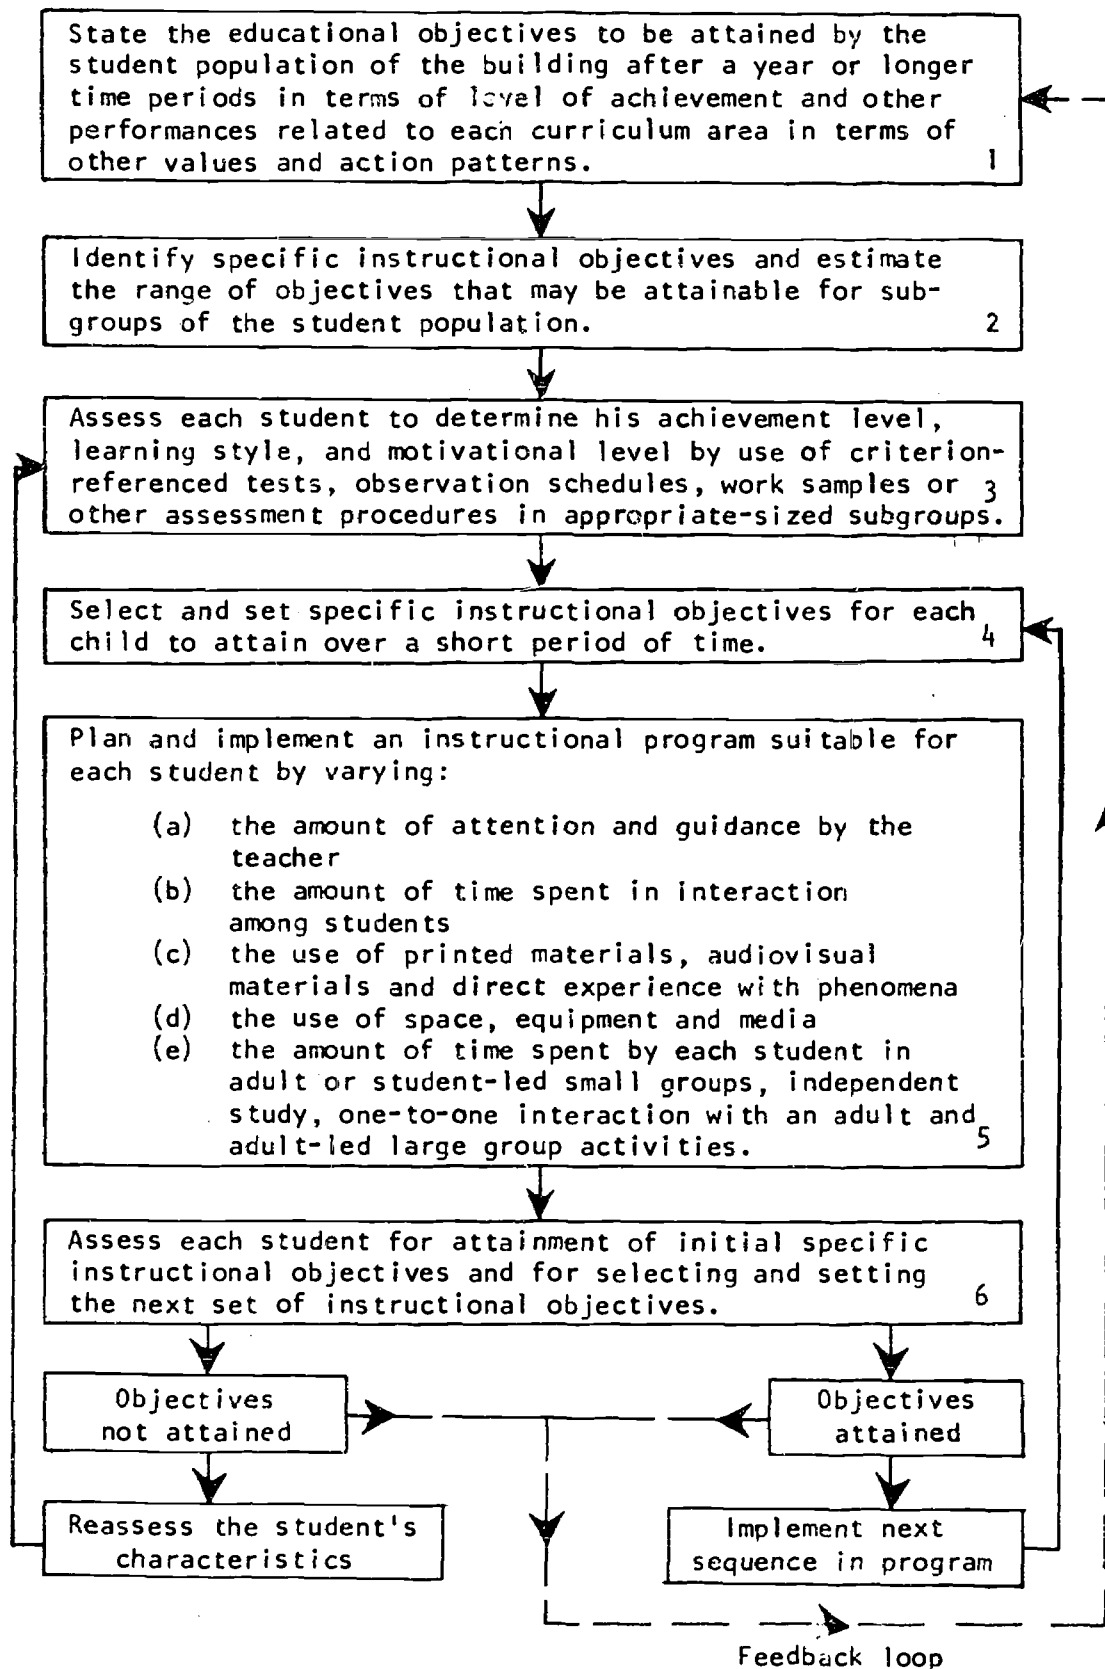 State the educational objectives to be attained by the
student population of the building after a year or longer
time periods in terms of level of achievement and other
performances related to each curriculum area in terms of
other values and action patterns.
1
Identify specific instructional objectives and estimate
the range of objectives that may be attainable for sub-
groups of the student population.
2
Assess each student to determine his achievement level,
learning style, and motivational level by use of criterion-
referenced tests, observation schedules, work samples or 3
other assessment procedures in appropriate-sized subgroups.
Select and set specific instructional objectives for each
child to attain over a short period of time. 4
Plan and implement an instructional program suitable for
each student by varying:
(a) the amount of attention and guidance by the
teacher
(b) the amount of time spent in interaction
among students
(c) the use of printed materials, audiovisual
materials and direct experience with phenomena
(d) the use of space, equipment and media
(e) the amount of time spent by each student in
adult or student-led small groups, independent
study, one-to-one interaction with an adult and
adult-led large group activities. 5
Assess each student for attainment of initial specific
instructional objectives and for selecting and setting
the next set of instructional objectives. 6
Objectives
not attained
Objectives
attained
Reassess the student's
characteristics
Implement next
sequence in program
Feedback loop